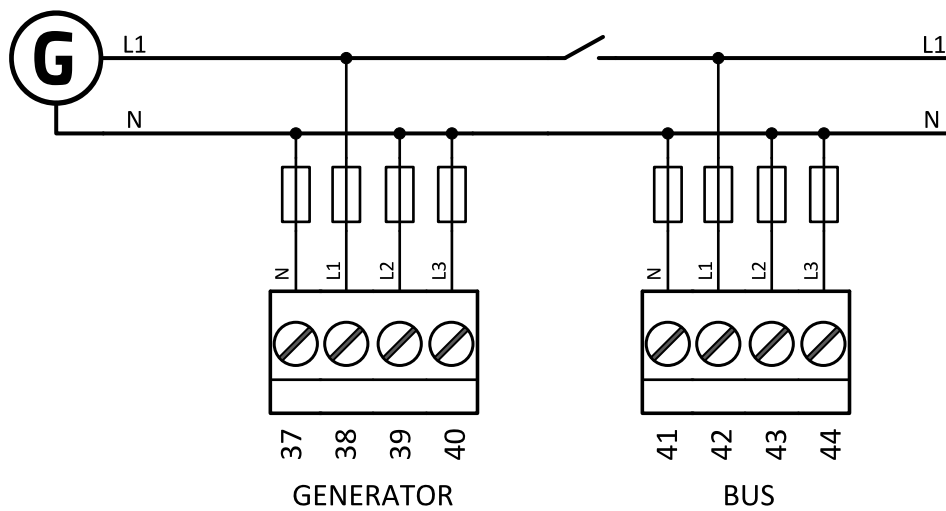 G L1 L1
N N
N L1 L2 L3 N L1 L2 L3
37 38 39 40 41 42 43 44
GENERATOR BUS